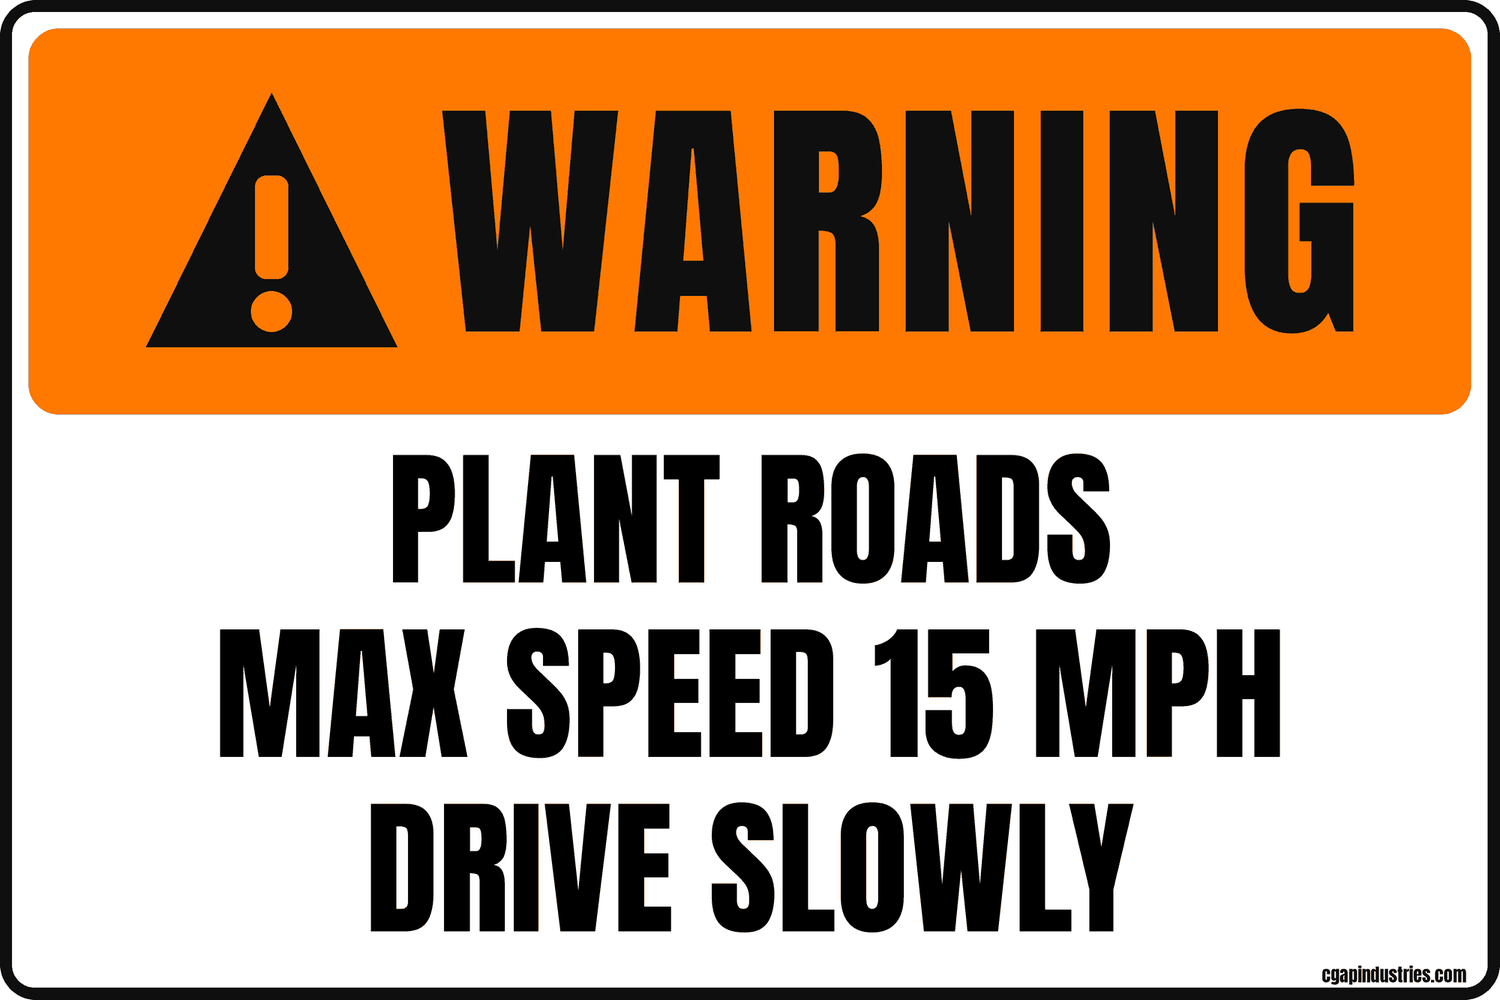 WARNING
PLANT ROADS
MAX SPEED 15 MPH
DRIVE SLOWLY
cgapindustries.com